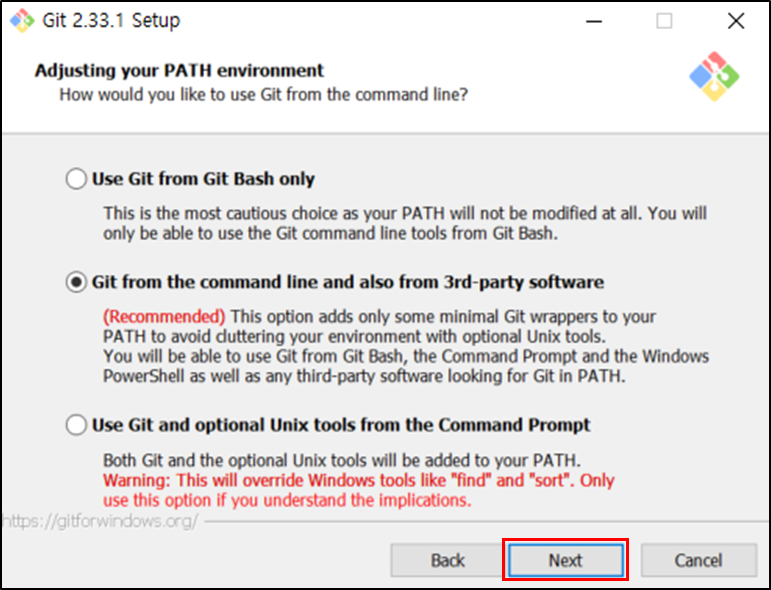 Git 2.33.1 Setup
Adjusting your PATH environment
How would you like to use Git from the command line?
Use Git from Git Bash only
This is the most cautious choice as your PATH will not be modified at all. You will
only be able to use the Git command line tools from Git Bash.
Git from the command line and also from 3rd-party software
(Recommended) This option adds only some minimal Git wrappers to your
PATH to avoid cluttering your environment with optional Unix tools.
You will be able to use Git from Git Bash, the Command Prompt and the Windows
PowerShell as well as any third-party software looking for Git in PATH.
Use Git and optional Unix tools from the Command Prompt
Both Git and the optional Unix tools will be added to your PATH.
Warning: This will override Windows tools like "find" and "sort". Only
use this option if you understand the implications.
https://gitforwindows.org/
Back Next Cancel